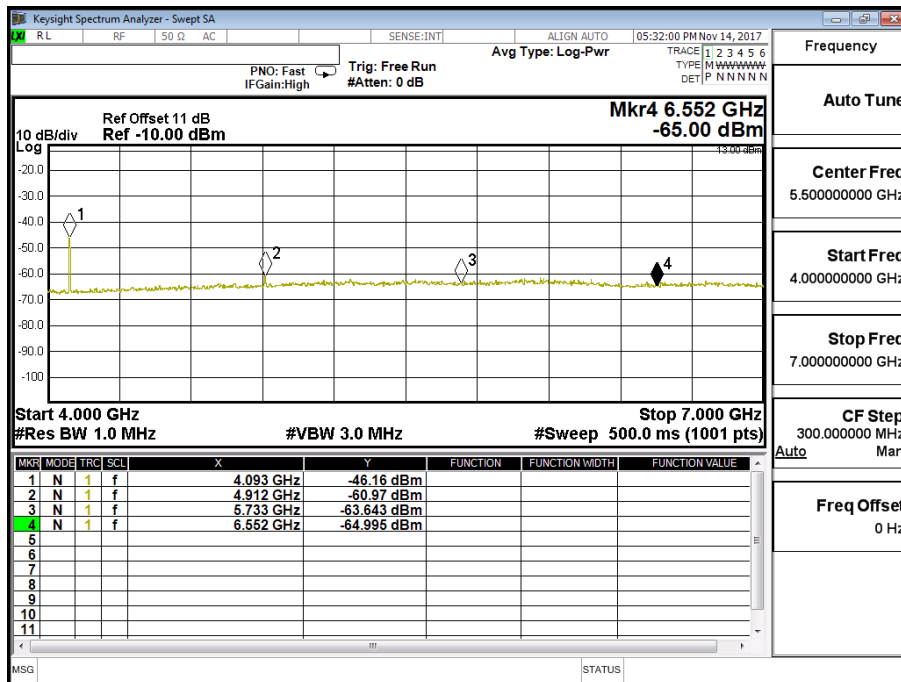 Keysight Spectrum Analyzer - Swept SA
LXI RL RF 50 Ω AC SENSE:INT ALIGN AUTO 05:32:00 PM Nov 14, 2017
Avg Type: Log-Pwr TRACE 1 2 3 4 5 6
PNO: Fast Trig: Free Run TYPE M WWWWW
IFGain:High #Atten: 0 dB DET P N N N N N
Frequency
Auto Tune
Center Freq
5.500000000 GHz
Start Freq
4.000000000 GHz
Stop Freq
7.000000000 GHz
CF Step
300.000000 MHz
Auto Man
Freq Offset
0 Hz
Mkr4 6.552 GHz
-65.00 dBm
Ref Offset 11 dB
10 dB/div Ref -10.00 dBm
Log
13.00 dBm
-20.0
-30.0
-40.0
-50.0
-60.0
-70.0
-80.0
-90.0
-100
1
2
3
4
Start 4.000 GHz Stop 7.000 GHz
#Res BW 1.0 MHz #VBW 3.0 MHz #Sweep 500.0 ms (1001 pts)
MKR MODE TRC SCL X Y FUNCTION FUNCTION WIDTH FUNCTION VALUE
1 N 1 f 4.093 GHz -46.16 dBm
2 N 1 f 4.912 GHz -60.97 dBm
3 N 1 f 5.733 GHz -63.643 dBm
4 N 1 f 6.552 GHz -64.995 dBm
5
6
7
8
9
10
11
MSG STATUS